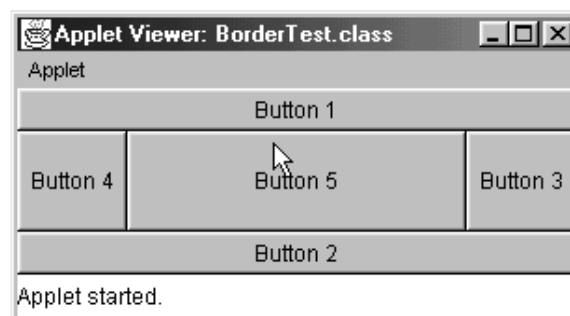 Applet Viewer: BorderTest.class
Applet
Button 1
Button 4 Button 5 Button 3
Button 2
Applet started.